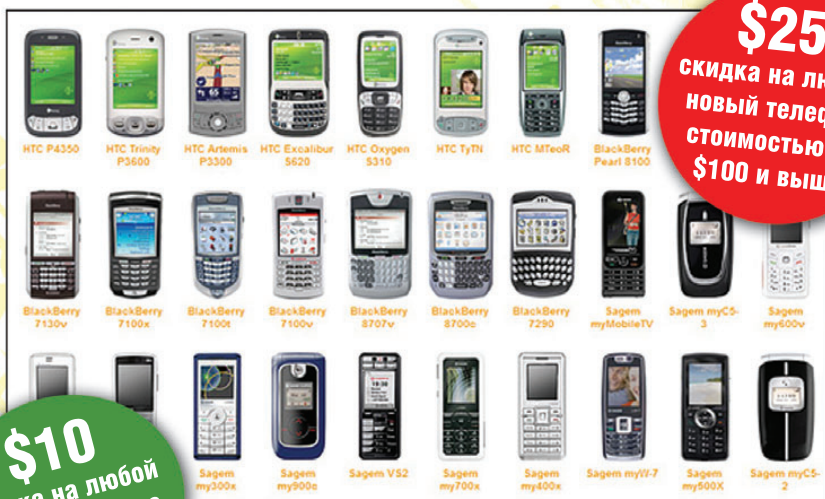 $25
скидка на
новый
стоимостью
$100 и
HTC P4350
HTC Trinity
P3600
HTC Artemis
P3300
HTC Excalibur
S620
HTC Oxygen
S310
HTC TyTN
HTC MTeoR
BlackBerry
Pearl 8100
BlackBerry
7130v
BlackBerry
7100x
BlackBerry
7100t
BlackBerry
7100v
BlackBerry
8707v
BlackBerry
8700c
BlackBerry
7290
Sagem
myMobileTV
Sagem myC5-
3
Sagem
my600v
$10
на любой
Sagem
my300x
Sagem
my900c
Sagem VS2
Sagem
my700x
Sagem
my400x
Sagem myW-7
Sagem
my500X
Sagem myC5-
2